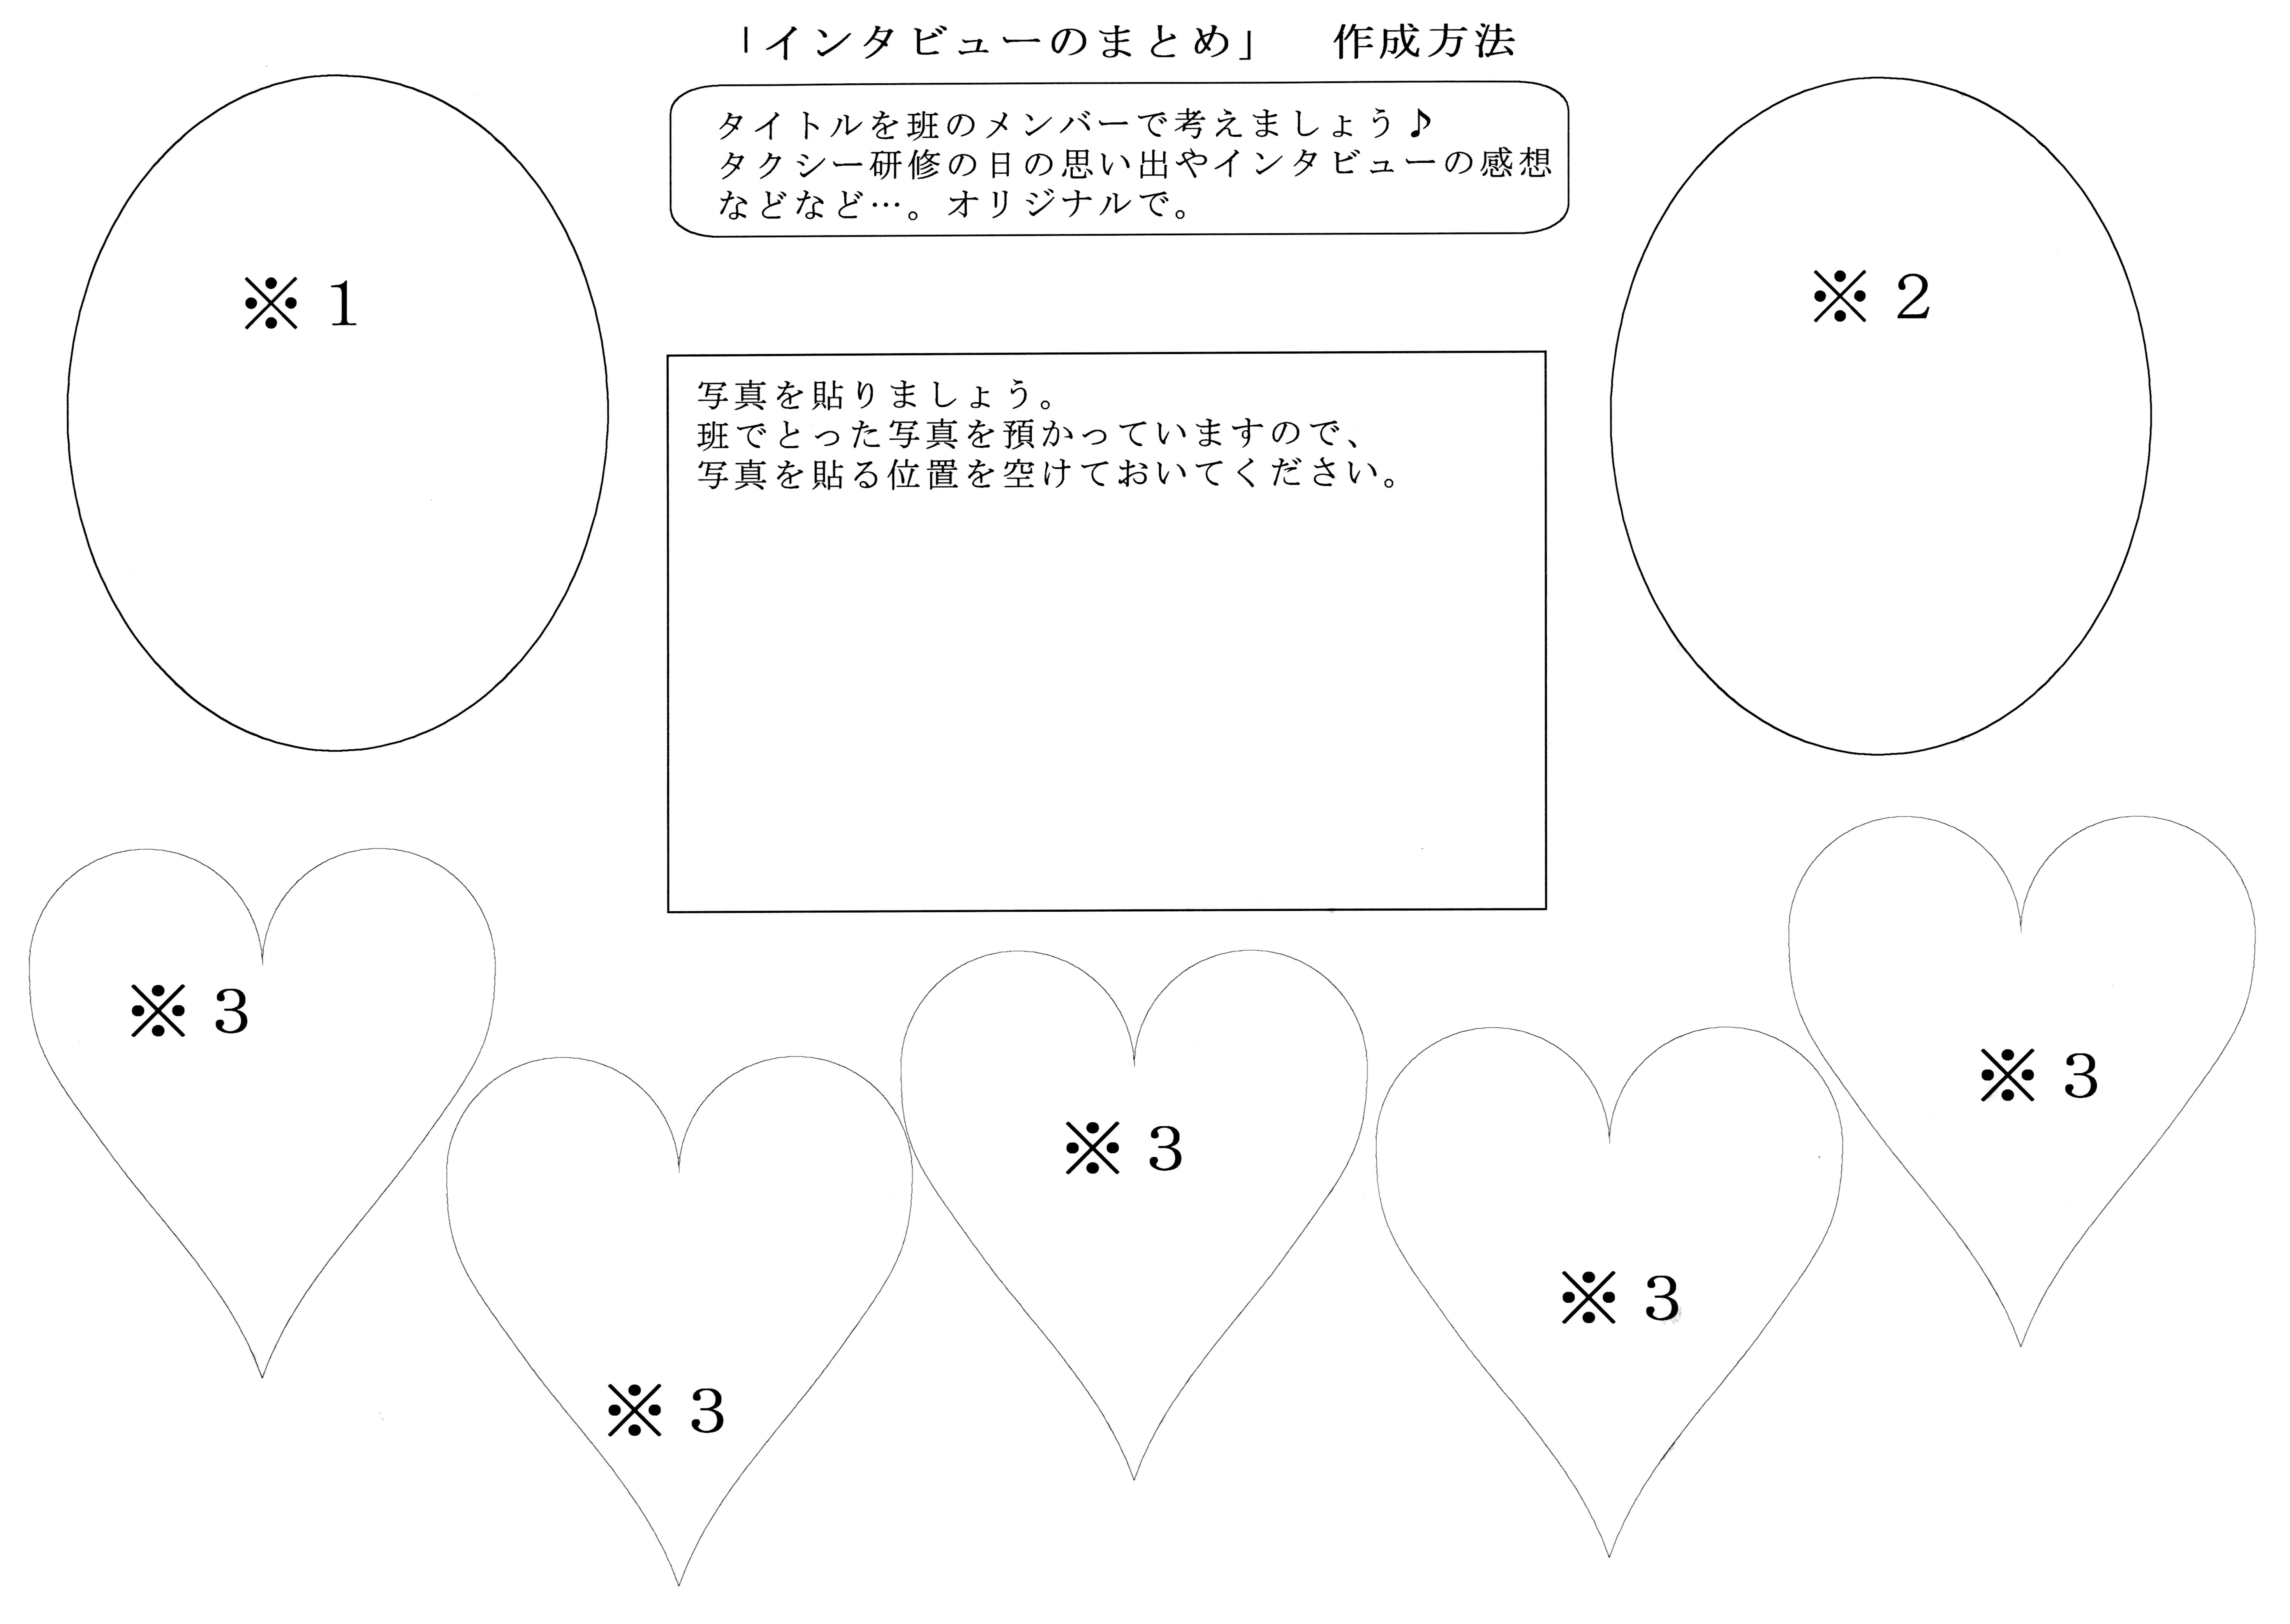 「インタビューのまとめ」　作成方法
タイトルを班のメンバーで考えましょう♪
タクシー研修の日の思い出やインタビューの感想
などなど…。オリジナルで。
※１
※２
写真を貼りましょう。
班でとった写真を預かっていますので、
写真を貼る位置を空けておいてください。
※３
※３
※３
※３
※３